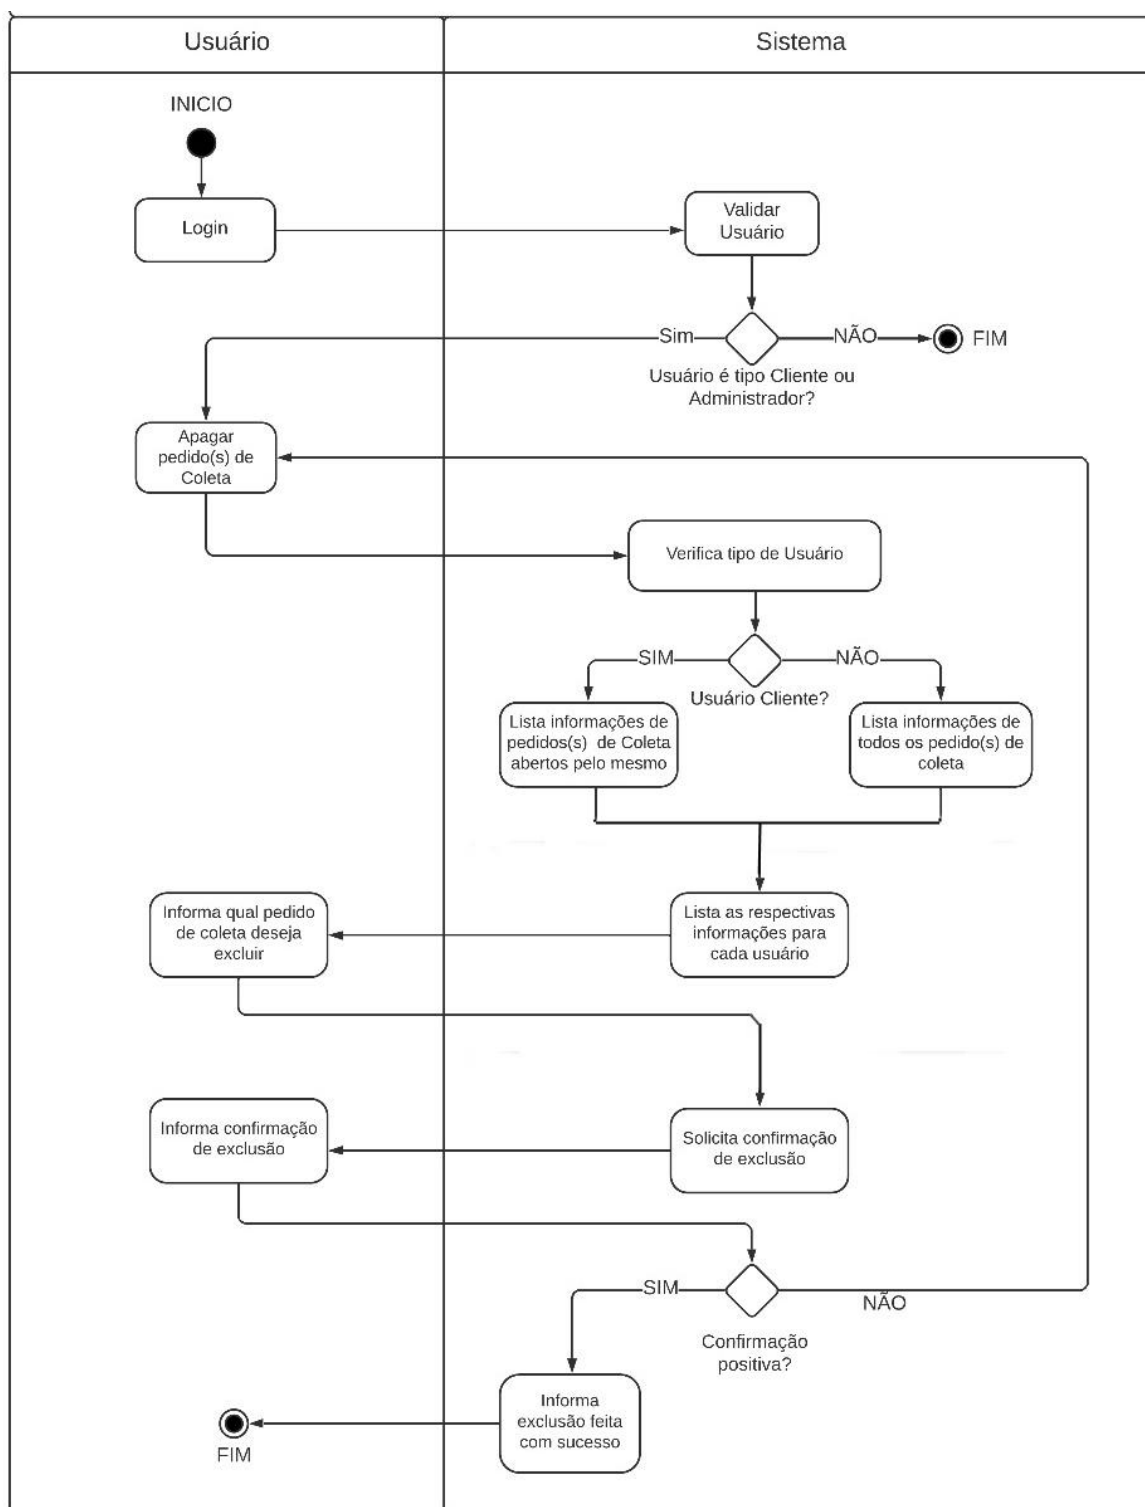 Usuário
Sistema
INICIO
Login
Validar
Usuário
Sim
NÃO
FIM
Usuário é tipo Cliente ou
Administrador?
Apagar
pedido(s) de
Coleta
Verifica tipo de Usuário
SIM
NÃO
Usuário Cliente?
Lista informações de
pedidos(s) de Coleta
abertos pelo mesmo
Lista informações de
todos os pedido(s) de
coleta
Informa qual pedido
de coleta deseja
excluir
Lista as respectivas
informações para
cada usuário
Informa confirmação
de exclusão
Solicita confirmação
de exclusão
SIM
NÃO
Confirmação
positiva?
Informa
exclusão feita
com sucesso
FIM